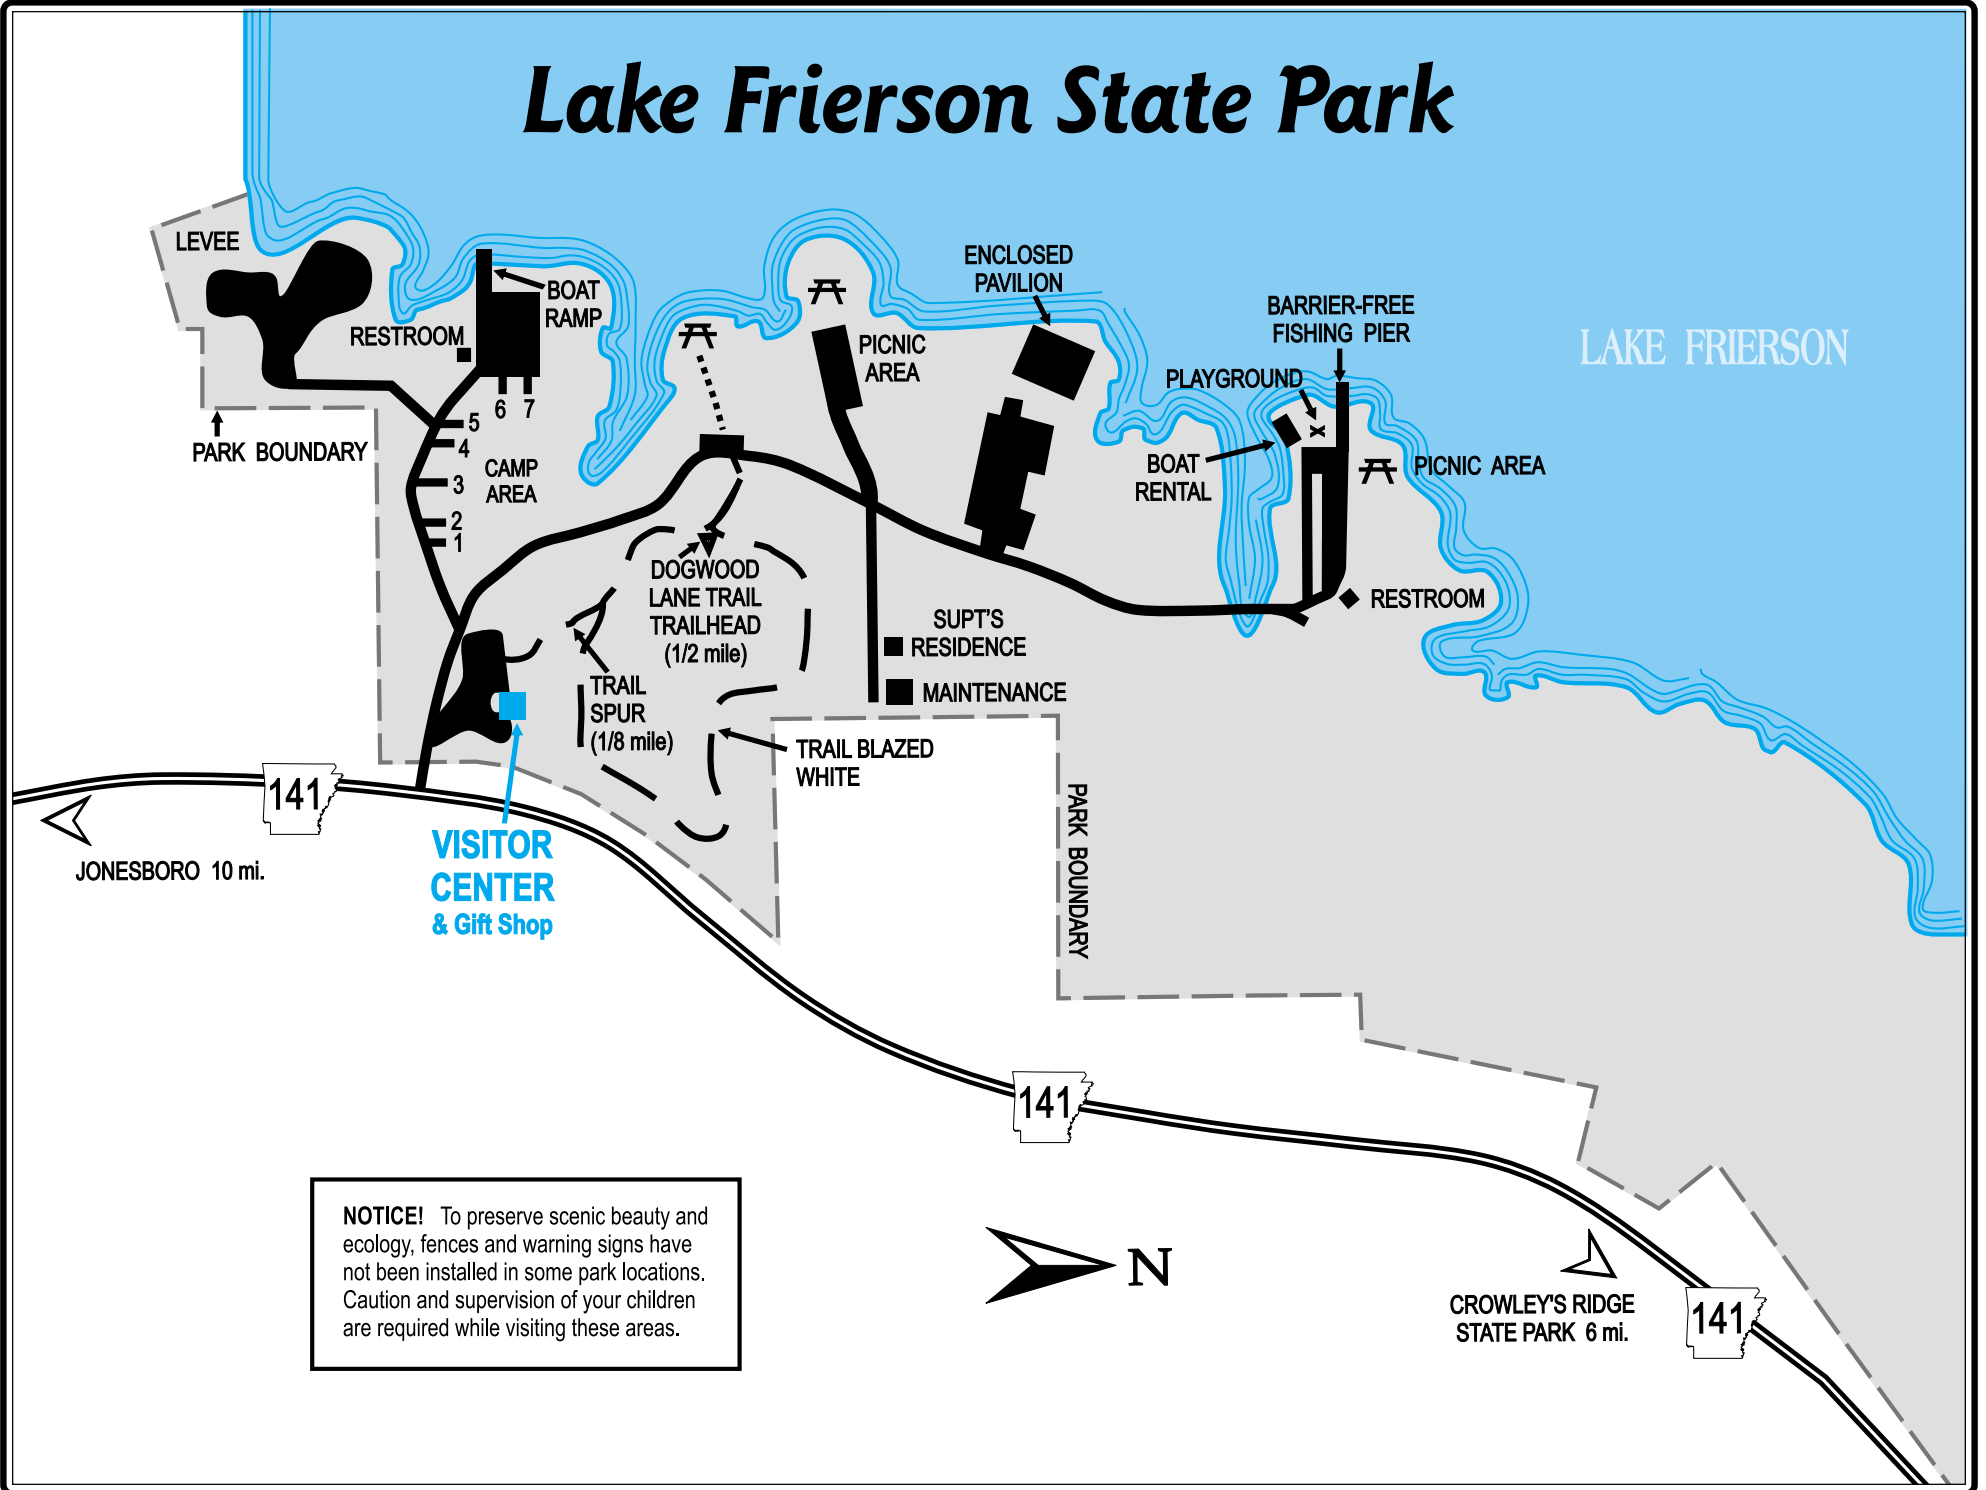 Lake Frierson State Park
LEVEE
ENCLOSED
PAVILION
BOAT
RAMP
BARRIER-FREE
FISHING PIER
LAKE FRIERSON
RESTROOM
PICNIC
AREA
PLAYGROUND
6 7
5
4
3
2
1
PARK BOUNDARY
CAMP
AREA
BOAT
RENTAL
PICNIC AREA
DOGWOOD
LANE TRAIL
TRAILHEAD
(1/2 mile)
RESTROOM
SUPT'S
RESIDENCE
MAINTENANCE
TRAIL
SPUR
(1/8 mile)
TRAIL BLAZED
WHITE
141
JONESBORO 10 mi.
VISITOR
CENTER
& Gift Shop
PARK BOUNDARY
141
NOTICE! To preserve scenic beauty and
ecology, fences and warning signs have
not been installed in some park locations.
Caution and supervision of your children
are required while visiting these areas.
N
CROWLEY'S RIDGE
STATE PARK 6 mi.
141